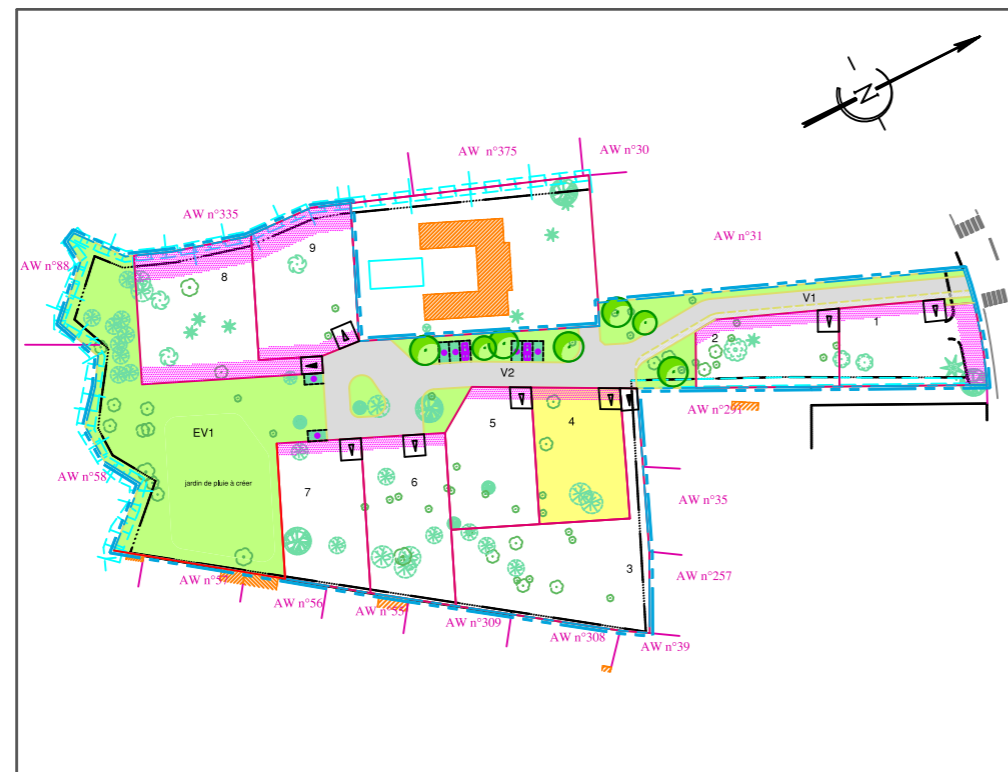 N
AW n°375
AW n°30
AW n°335
AW n°31
AW n°88
9
8
V1
1
2
V2
AW n°291
EV1
5
4
AW n°58
jardin de pluie à créer
7
6
AW n°35
3
AW n°257
AW n°57
AW n°56
AW n°55
AW n°309
AW n°308
AW n°39